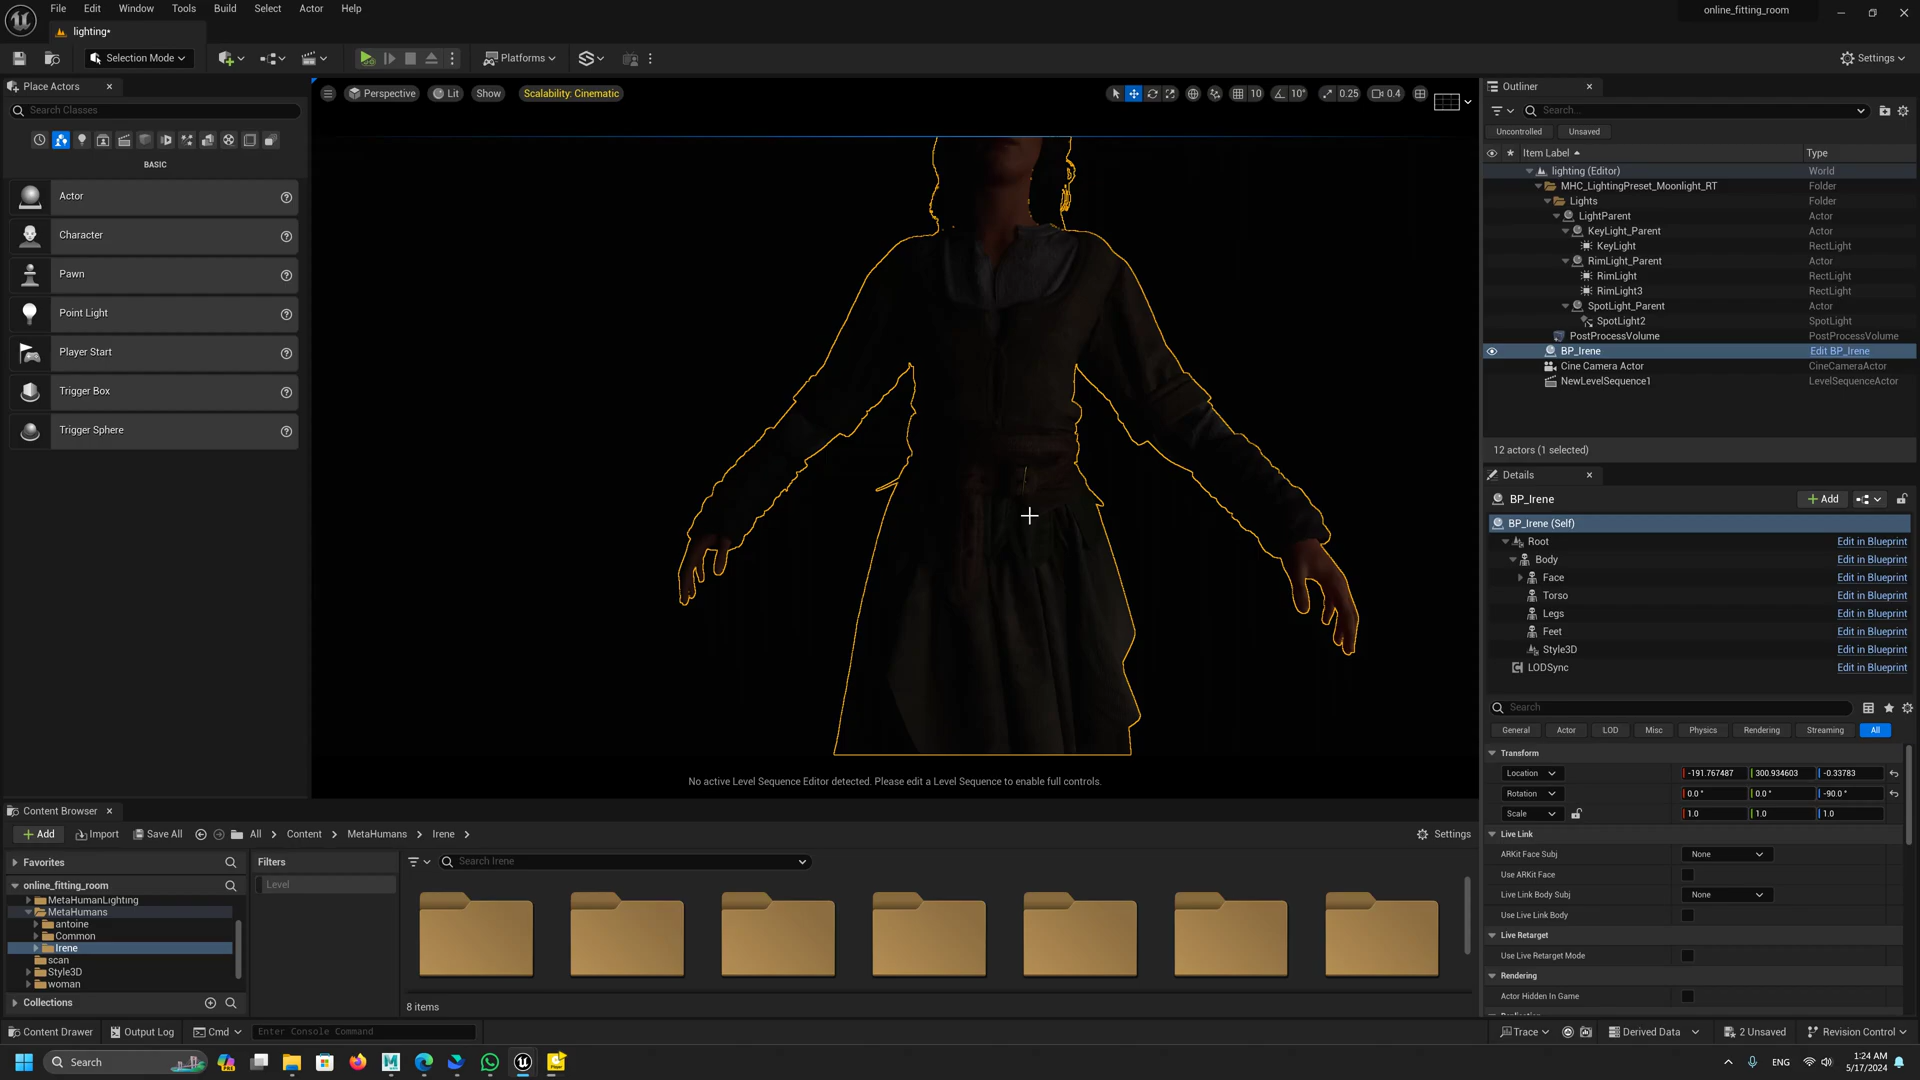 File Edit Window Tools Build Select Actor Help
online_fitting_room
lighting*
Selection Mode
Platforms
Settings
Place Actors
Search Classes
BASIC
Actor
Character
Pawn
Point Light
Player Start
Trigger Box
Trigger Sphere
Perspective Lit Show Scalability: Cinematic
10 10° 0.25 0.4
No active Level Sequence Editor detected. Please edit a Level Sequence to enable full controls.
Outliner
Search...
Uncontrolled Unsaved
Item Label Type
lighting (Editor) World
MHC_LightingPreset_Moonlight_RT Folder
Lights Folder
LightParent Actor
KeyLight_Parent Actor
KeyLight RectLight
RimLight_Parent Actor
RimLight RectLight
RimLight3 RectLight
SpotLight_Parent Actor
SpotLight2 SpotLight
PostProcessVolume PostProcessVolume
BP_Irene Edit BP_Irene
Cine Camera Actor CineCameraActor
NewLevelSequence1 LevelSequenceActor
12 actors (1 selected)
Details
BP_Irene
Add
BP_Irene (Self)
Root Edit in Blueprint
Body Edit in Blueprint
Face Edit in Blueprint
Torso Edit in Blueprint
Legs Edit in Blueprint
Feet Edit in Blueprint
Style3D Edit in Blueprint
LODSync Edit in Blueprint
Search
General Actor LOD Misc Physics Rendering Streaming All
Transform
Location -191.767487 300.934603 -0.33783
Rotation 0.0 ° 0.0 ° -90.0 °
Scale 1.0 1.0 1.0
Live Link
ARKit Face Subj None
Use ARKit Face
Live Link Body Subj None
Use Live Link Body
Live Retarget
Use Live Retarget Mode
Rendering
Actor Hidden In Game
Content Browser
Add Import Save All All Content MetaHumans Irene
Settings
Favorites
Filters
Search Irene
Level
online_fitting_room
MetaHumanLighting
MetaHumans
antoine
Common
Irene
scan
Style3D
woman
Collections
8 items
Content Drawer Output Log Cmd Enter Console Command
Trace Derived Data 2 Unsaved Revision Control
Search
PRE
ENG
1:24 AM
5/17/2024